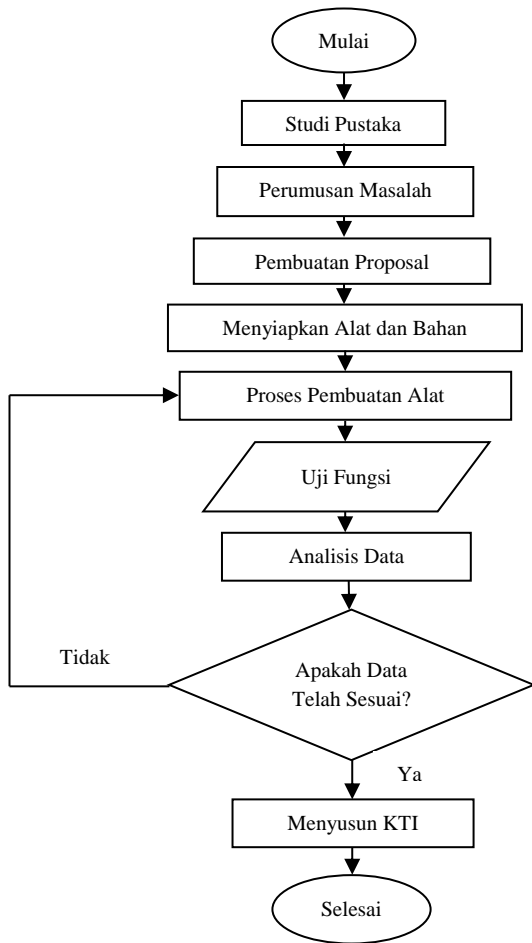 Mulai
Studi Pustaka
Perumusan Masalah
Pembuatan Proposal
Menyiapkan Alat dan Bahan
Proses Pembuatan Alat
Uji Fungsi
Analisis Data
Tidak
Apakah Data
Telah Sesuai?
Ya
Menyusun KTI
Selesai